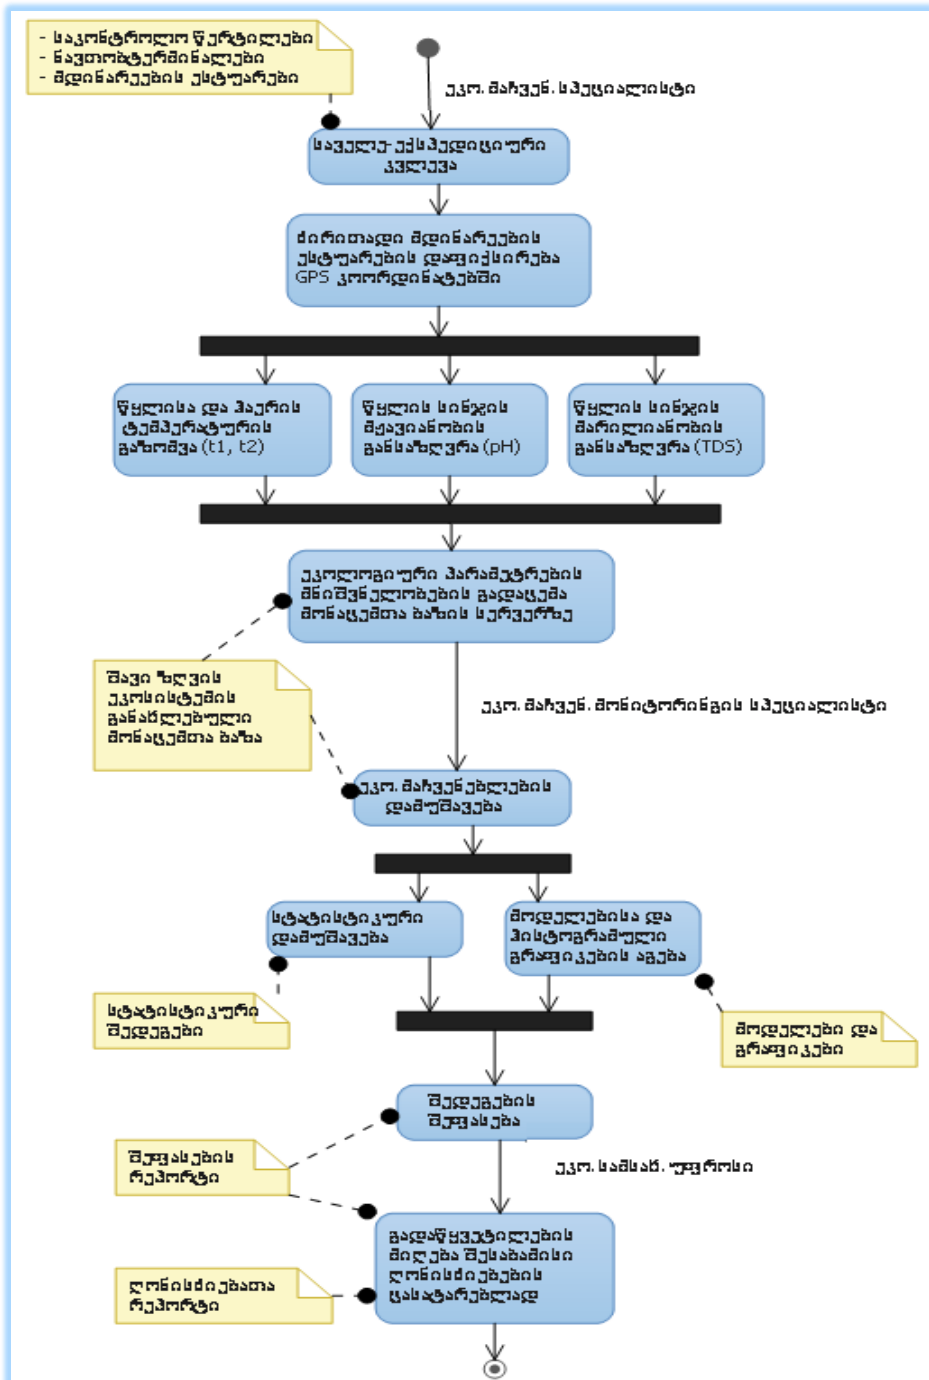 - საკონტროლო წერტილები
- ნავთობტერმინალები
- მდინარეების ესტუარები
ეკო. მაჩვენ. სპეციალისტი
საველე-ექსპედიციური
კვლევა
ძირითადი მდინარეების
ესტუარების დაფიქსირება
GPS კოორდინატებში
წყლისა და ჰაერის
ტემპერატურის
გაზომვა (t1, t2)
წყლის სინჯის
მჟავიანობის
განსაზღვრა (pH)
წყლის სინჯის
მარილიანობის
განსაზღვრა (TDS)
ეკოლოგიური პარამეტრების
მნიშვნელობების გადაცემა
მონაცემთა ბაზის სერვერზე
შავი ზღვის
ეკოსისტემის
განახლებული
მონაცემთა ბაზა
ეკო. მაჩვენ. მონიტორინგის სპეციალისტი
ეკო. მაჩვენებლების
დამუშავება
სტატისტიკური
დამუშავება
მოდელებისა და
ჰისტოგრამული
გრაფიკების აგება
სტატისტიკური
შედეგები
მოდელები და
გრაფიკები
შედეგების
შეფასება
შეფასების
რეპორტი
ეკო. სამსახ. უფროსი
გადაწყვეტილების
მიღება შესაბამისი
ღონისძიებების
ცასატარებლად
ღონისძიებათა
რეპორტი